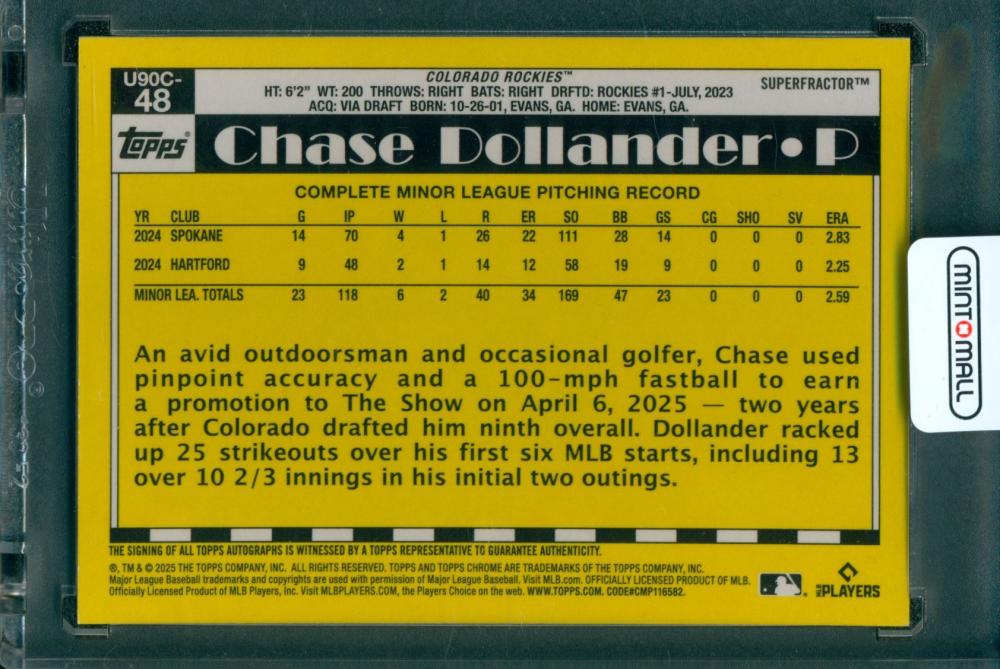 U90C-
48
COLORADO ROCKIES™
SUPERFRACTOR™
HT: 6'2" WT: 200 THROWS: RIGHT BATS: RIGHT DRFTD: ROCKIES #1-JULY, 2023
ACQ: VIA DRAFT BORN: 10-26-01, EVANS, GA. HOME: EVANS, GA.
TOPPS
Chase Dollander • P
COMPLETE MINOR LEAGUE PITCHING RECORD
YR CLUB G IP W L R ER SO BB GS CG SHO SV ERA
2024 SPOKANE 14 70 4 1 26 22 111 28 14 0 0 0 2.83
2024 HARTFORD 9 48 2 1 14 12 58 19 9 0 0 0 2.25
MINOR LEA. TOTALS 23 118 6 2 40 34 169 47 23 0 0 0 2.59
An avid outdoorsman and occasional golfer, Chase used
pinpoint accuracy and a 100-mph fastball to earn
a promotion to The Show on April 6, 2025 — two years
after Colorado drafted him ninth overall. Dollander racked
up 25 strikeouts over his first six MLB starts, including 13
over 10 2/3 innings in his initial two outings.
THE SIGNING OF ALL TOPPS AUTOGRAPHS IS WITNESSED BY A TOPPS REPRESENTATIVE TO GUARANTEE AUTHENTICITY.
®, TM & © 2025 THE TOPPS COMPANY, INC. ALL RIGHTS RESERVED. TOPPS AND TOPPS CHROME ARE TRADEMARKS OF THE TOPPS COMPANY, INC.
Major League Baseball trademarks and copyrights are used with permission of Major League Baseball. Visit MLB.com. OFFICIALLY LICENSED PRODUCT OF MLB.
Officially Licensed Product of MLB Players, Inc. Visit MLBPLAYERS.COM, the Players Choice on the web. WWW.TOPPS.COM. CODE#CMP116582.
MLB PLAYERS
MINT MALL